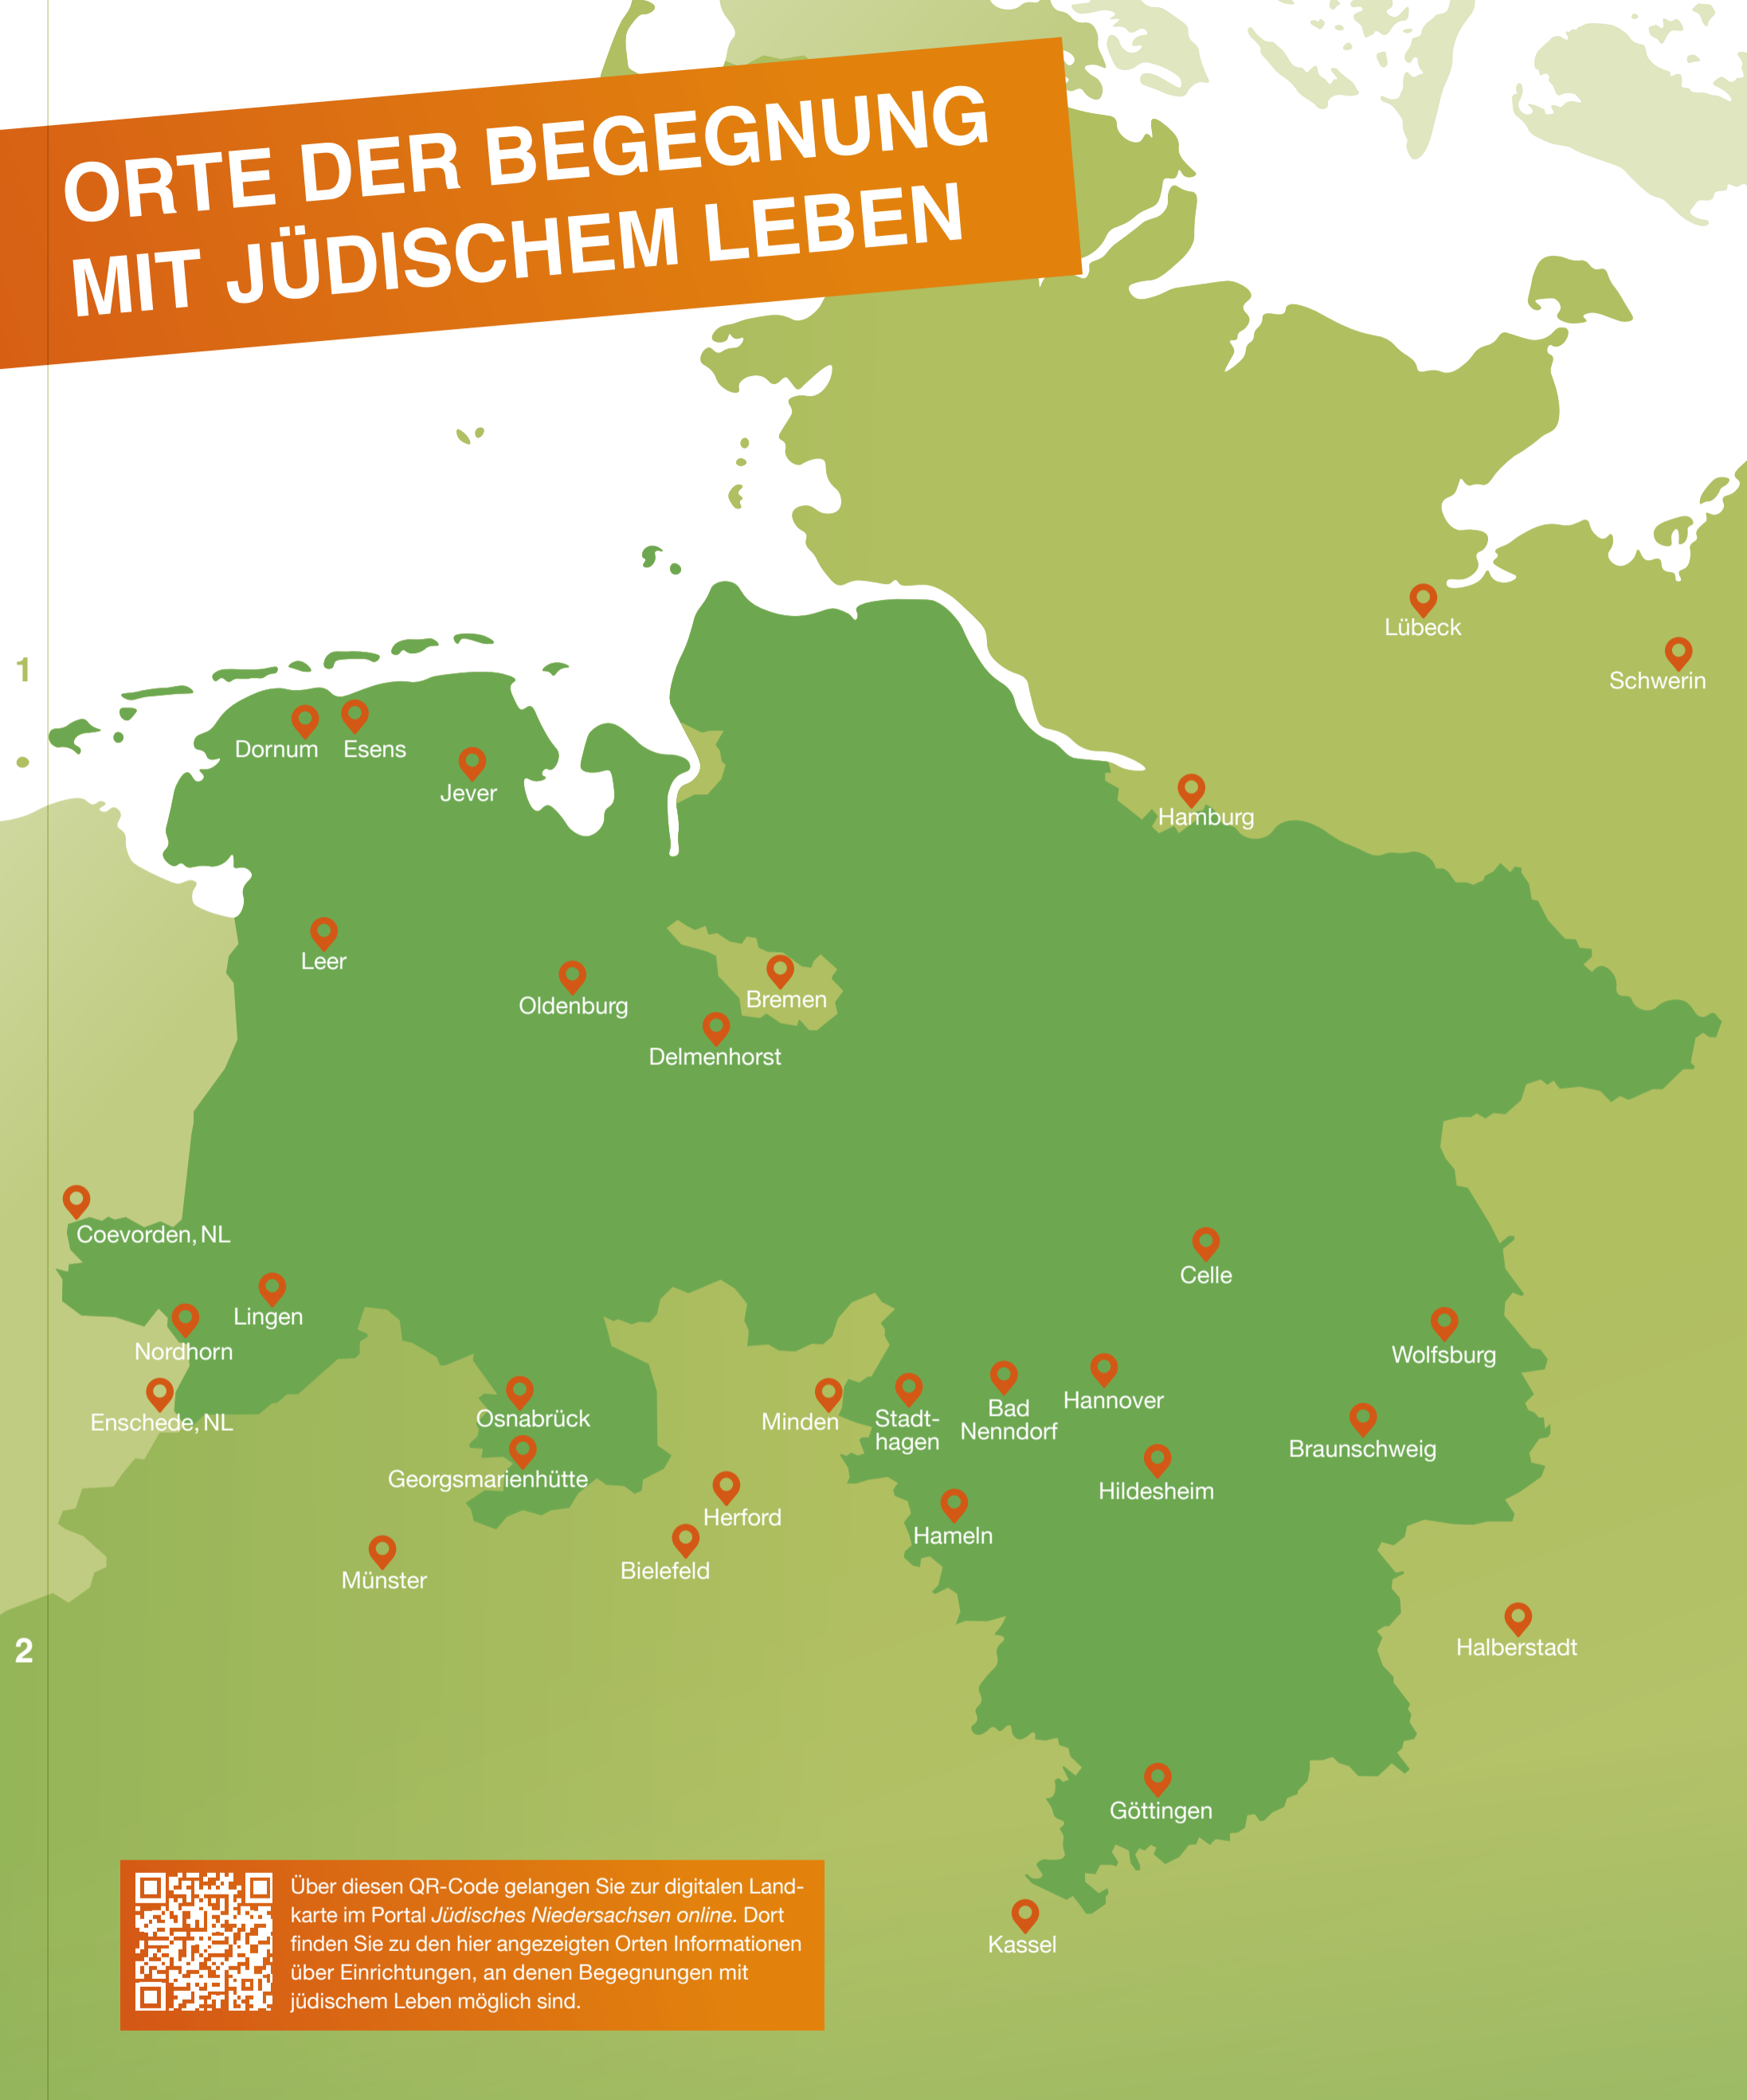 ORTE DER BEGEGNUNG
MIT JÜDISCHEM LEBEN
Lübeck
1
Schwerin
Dornum
Esens
Jever
Hamburg
Leer
Bremen
Oldenburg
Delmenhorst
Coevorden, NL
Celle
Lingen
Nordhorn
Wolfsburg
Hannover
Bad
Nenndorf
Stadt-
hagen
Minden
Osnabrück
Enschede, NL
Braunschweig
Georgsmarienhütte
Hildesheim
Herford
Hameln
Bielefeld
Münster
2
Halberstadt
Göttingen
Kassel
Über diesen QR-Code gelangen Sie zur digitalen Land-
karte im Portal Jüdisches Niedersachsen online. Dort
finden Sie zu den hier angezeigten Orten Informationen
über Einrichtungen, an denen Begegnungen mit
jüdischem Leben möglich sind.